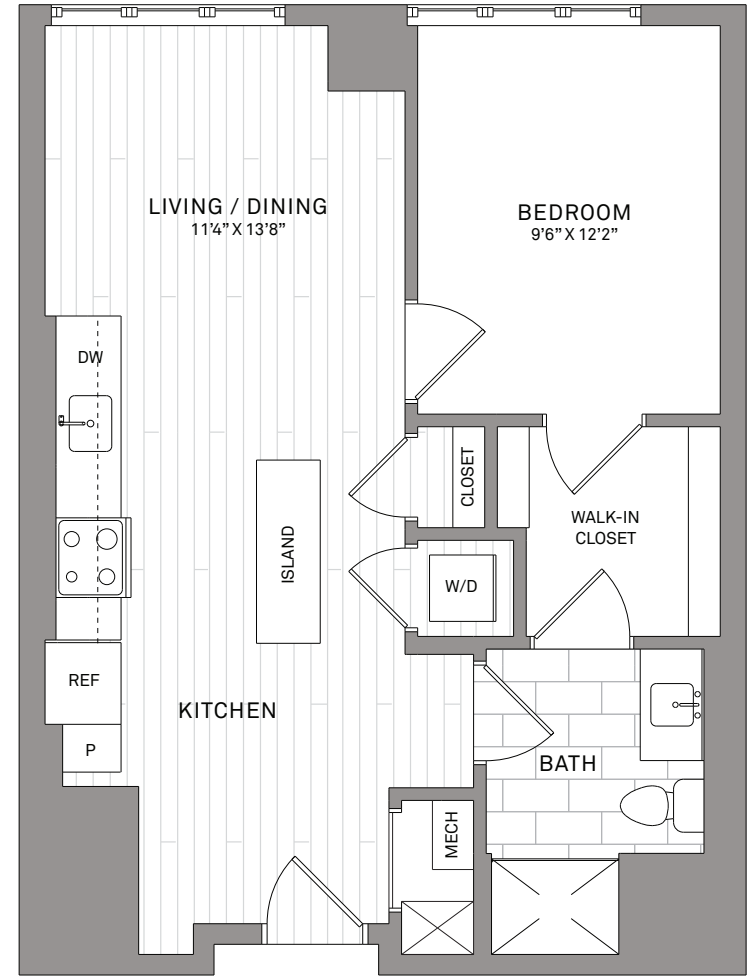 LIVING / DINING
11'4” X 13'8”
BEDROOM
9'6” X 12'2”
DW
CLOSET
WALK-IN
CLOSET
ISLAND
W/D
REF
KITCHEN
P
BATH
MECH